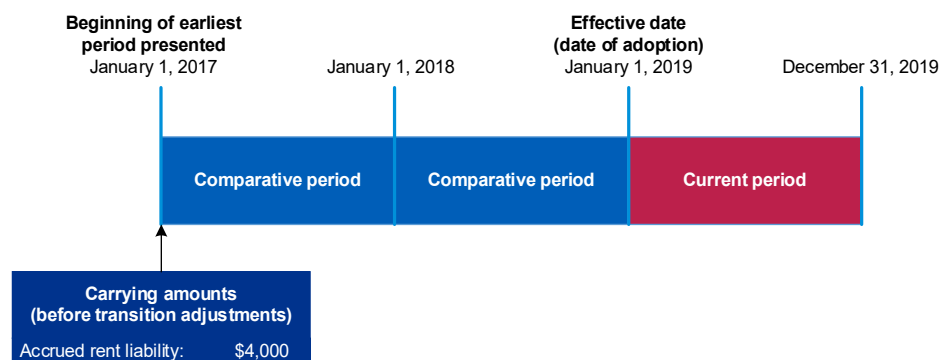 Beginning of earliest
period presented
January 1, 2017
January 1, 2018
Effective date
(date of adoption)
January 1, 2019
December 31, 2019
Comparative period
Comparative period
Current period
Carrying amounts
(before transition adjustments)
Accrued rent liability: $4,000